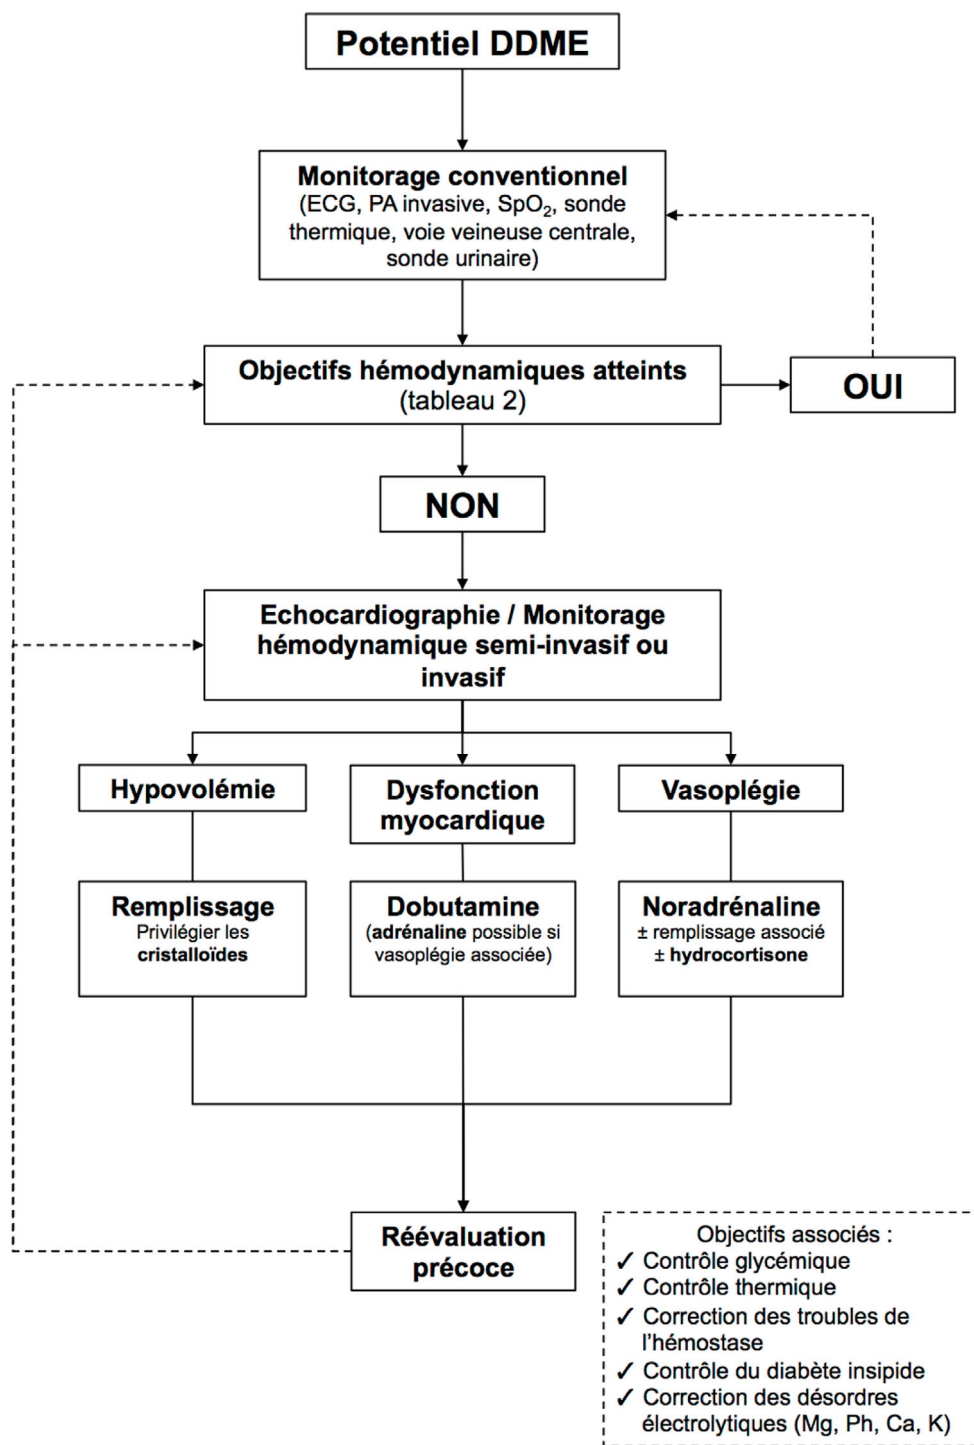 Potentiel DDME
Monitorage conventionnel
(ECG, PA invasive, SpO₂, sonde
thermique, voie veineuse centrale,
sonde urinaire)
Objectifs hémodynamiques atteints
(tableau 2)
OUI
NON
Echocardiographie / Monitorage
hémodynamique semi-invasif ou
invasif
Hypovolémie
Dysfonction
myocardique
Vasoplégie
Remplissage
Privilégier les
cristalloïdes
Dobutamine
(adrénaline possible si
vasoplégie associée)
Noradrénaline
± remplissage associé
± hydrocortisone
Réévaluation
précoce
Objectifs associés :
✓ Contrôle glycémique
✓ Contrôle thermique
✓ Correction des troubles de
l’hémostase
✓ Contrôle du diabète insipide
✓ Correction des désordres
électrolytiques (Mg, Ph, Ca, K)